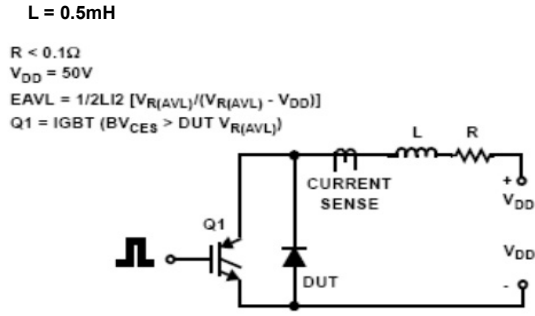 L = 0.5mH
R < 0.1Ω
VDD = 50V
EAVL = 1/2LI2 [VR(AVL)/(VR(AVL) - VDD)]
Q1 = IGBT (BVCES > DUT VR(AVL))
L R
CURRENT
SENSE
+
VDD
Q1
VDD
DUT
-